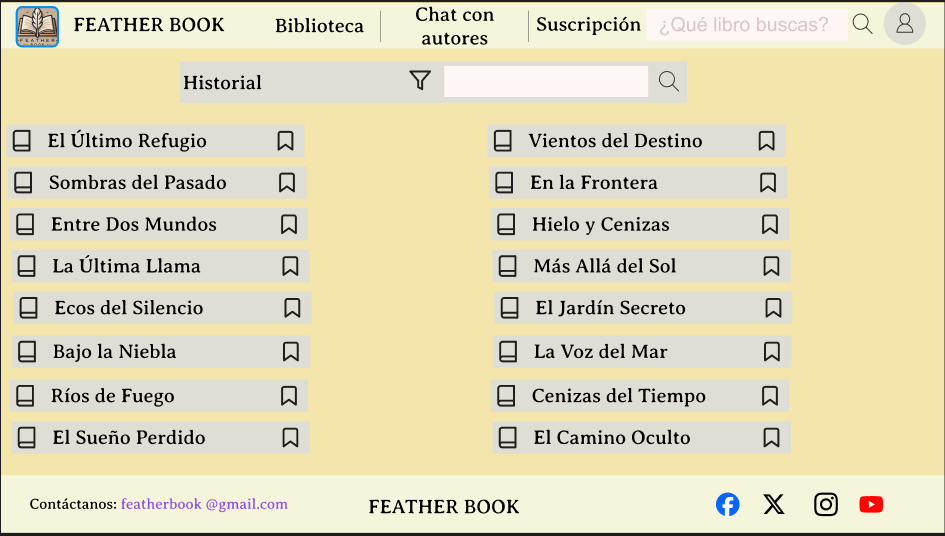 FEATHER BOOK
Biblioteca
Chat con
autores
Suscripción
¿Qué libro buscas?
FEATHER
Historial
El Último Refugio
Vientos del Destino
Sombras del Pasado
En la Frontera
Entre Dos Mundos
Hielo y Cenizas
La Última Llama
Más Allá del Sol
Ecos del Silencio
El Jardín Secreto
Bajo la Niebla
La Voz del Mar
Ríos de Fuego
Cenizas del Tiempo
El Sueño Perdido
El Camino Oculto
Contáctanos: featherbook @gmail.com
FEATHER BOOK